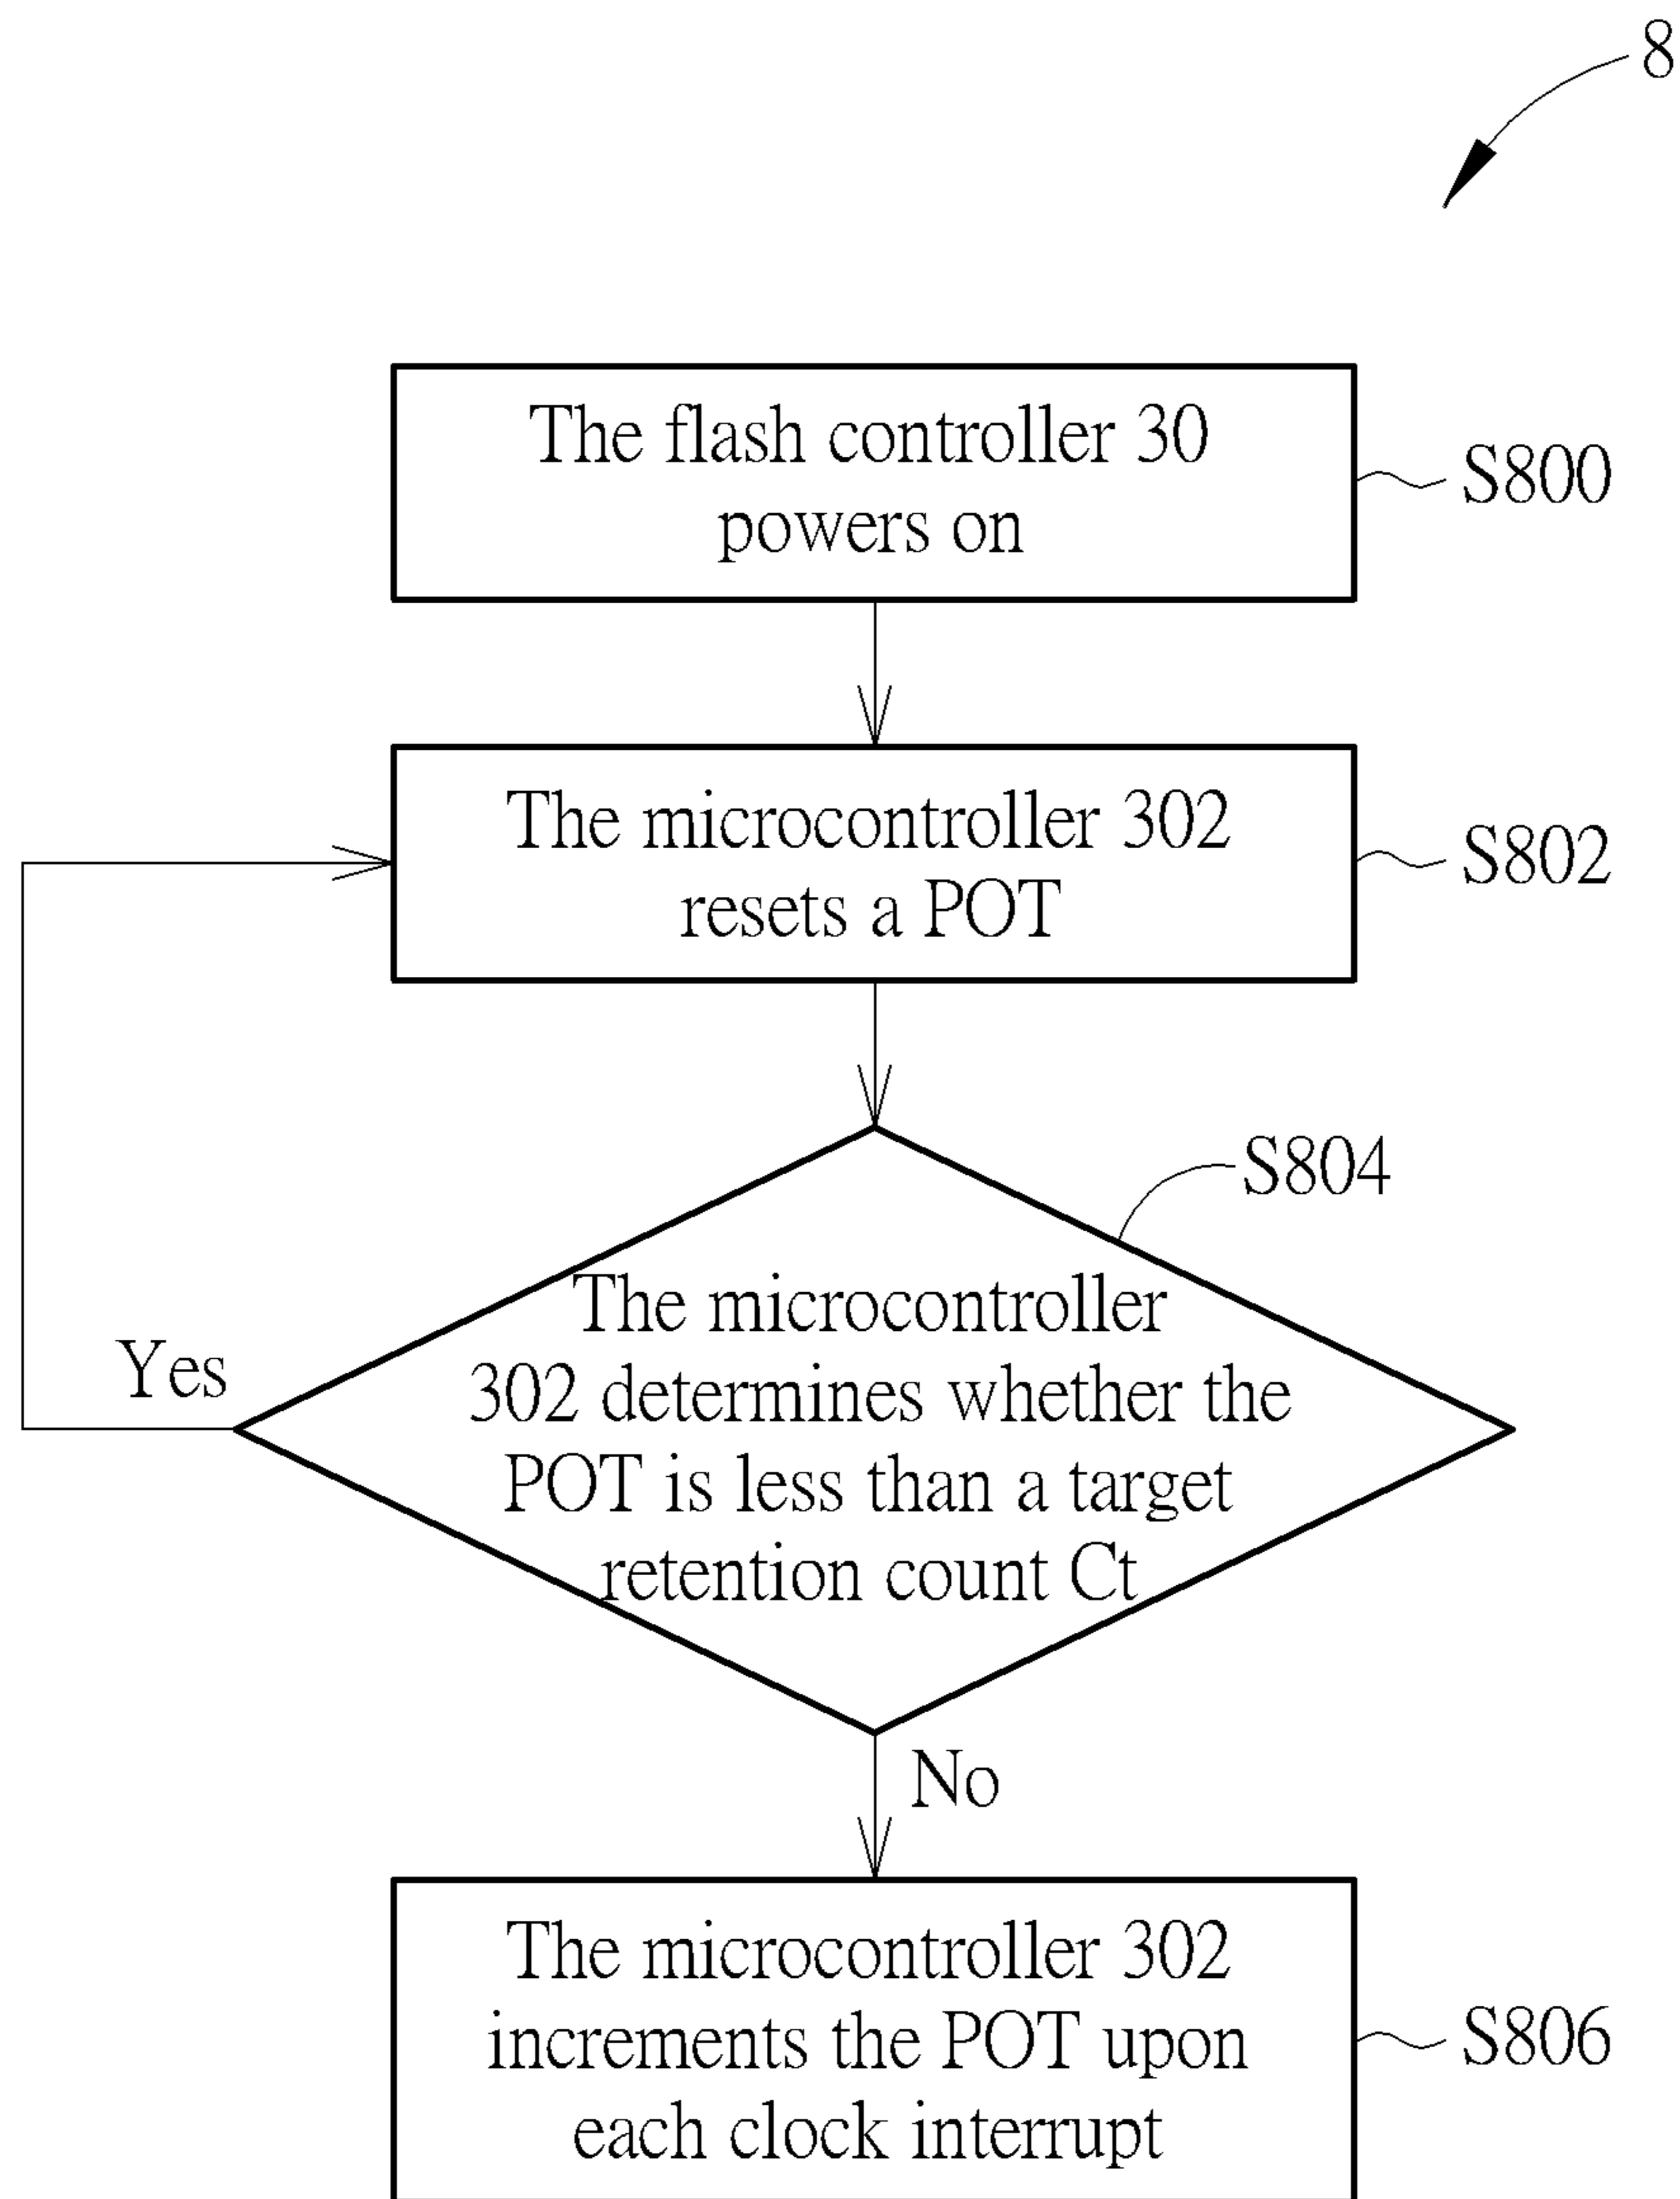 8
The flash controller 30
powers on
S800
The microcontroller 302
resets a POT
S802
S804
The microcontroller
302 determines whether the
POT is less than a target
retention count Ct
Yes
No
The microcontroller 302
increments the POT upon
each clock interrupt
S806